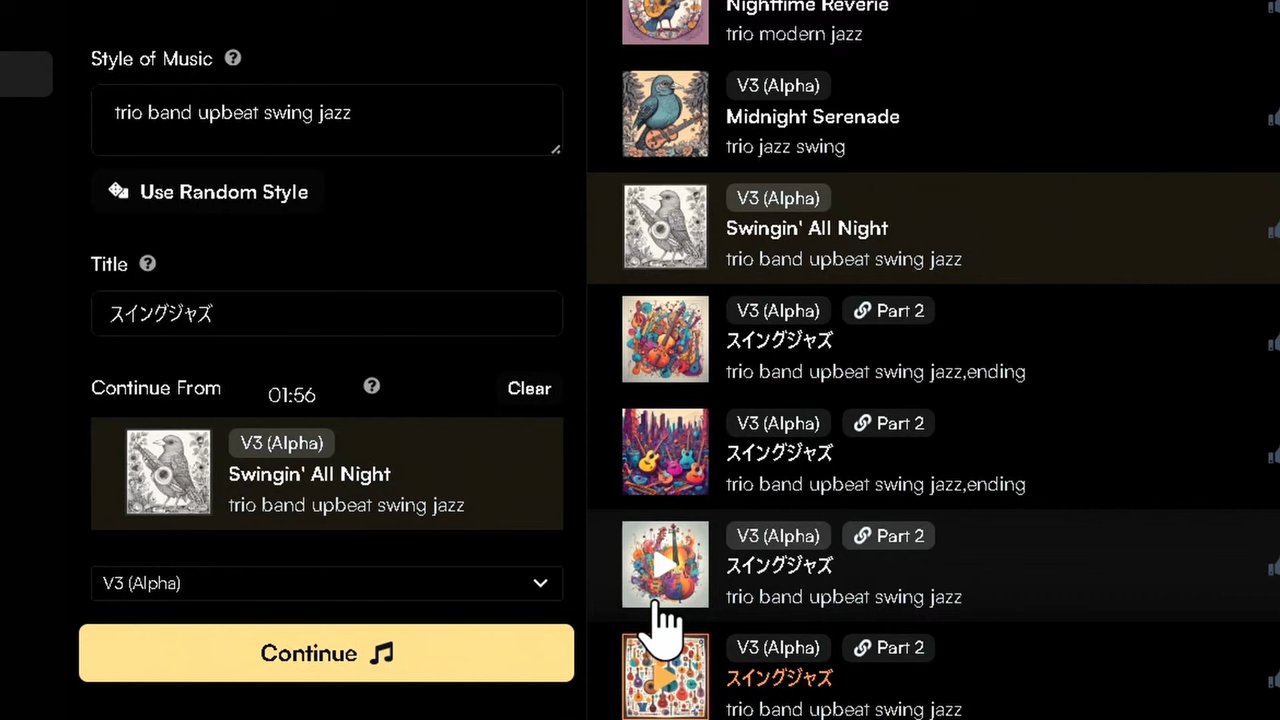 Style of Music
trio band upbeat swing jazz
Use Random Style
Title
スイングジャズ
Continue From
01:56
Clear
V3 (Alpha)
Swingin' All Night
trio band upbeat swing jazz
V3 (Alpha)
Continue
Nighttime Reverie
trio modern jazz
V3 (Alpha)
Midnight Serenade
trio jazz swing
V3 (Alpha)
Swingin' All Night
trio band upbeat swing jazz
V3 (Alpha) Part 2
スイングジャズ
trio band upbeat swing jazz,ending
V3 (Alpha) Part 2
スイングジャズ
trio band upbeat swing jazz,ending
V3 (Alpha) Part 2
スイングジャズ
trio band upbeat swing jazz
V3 (Alpha) Part 2
スイングジャズ
trio band upbeat swing jazz